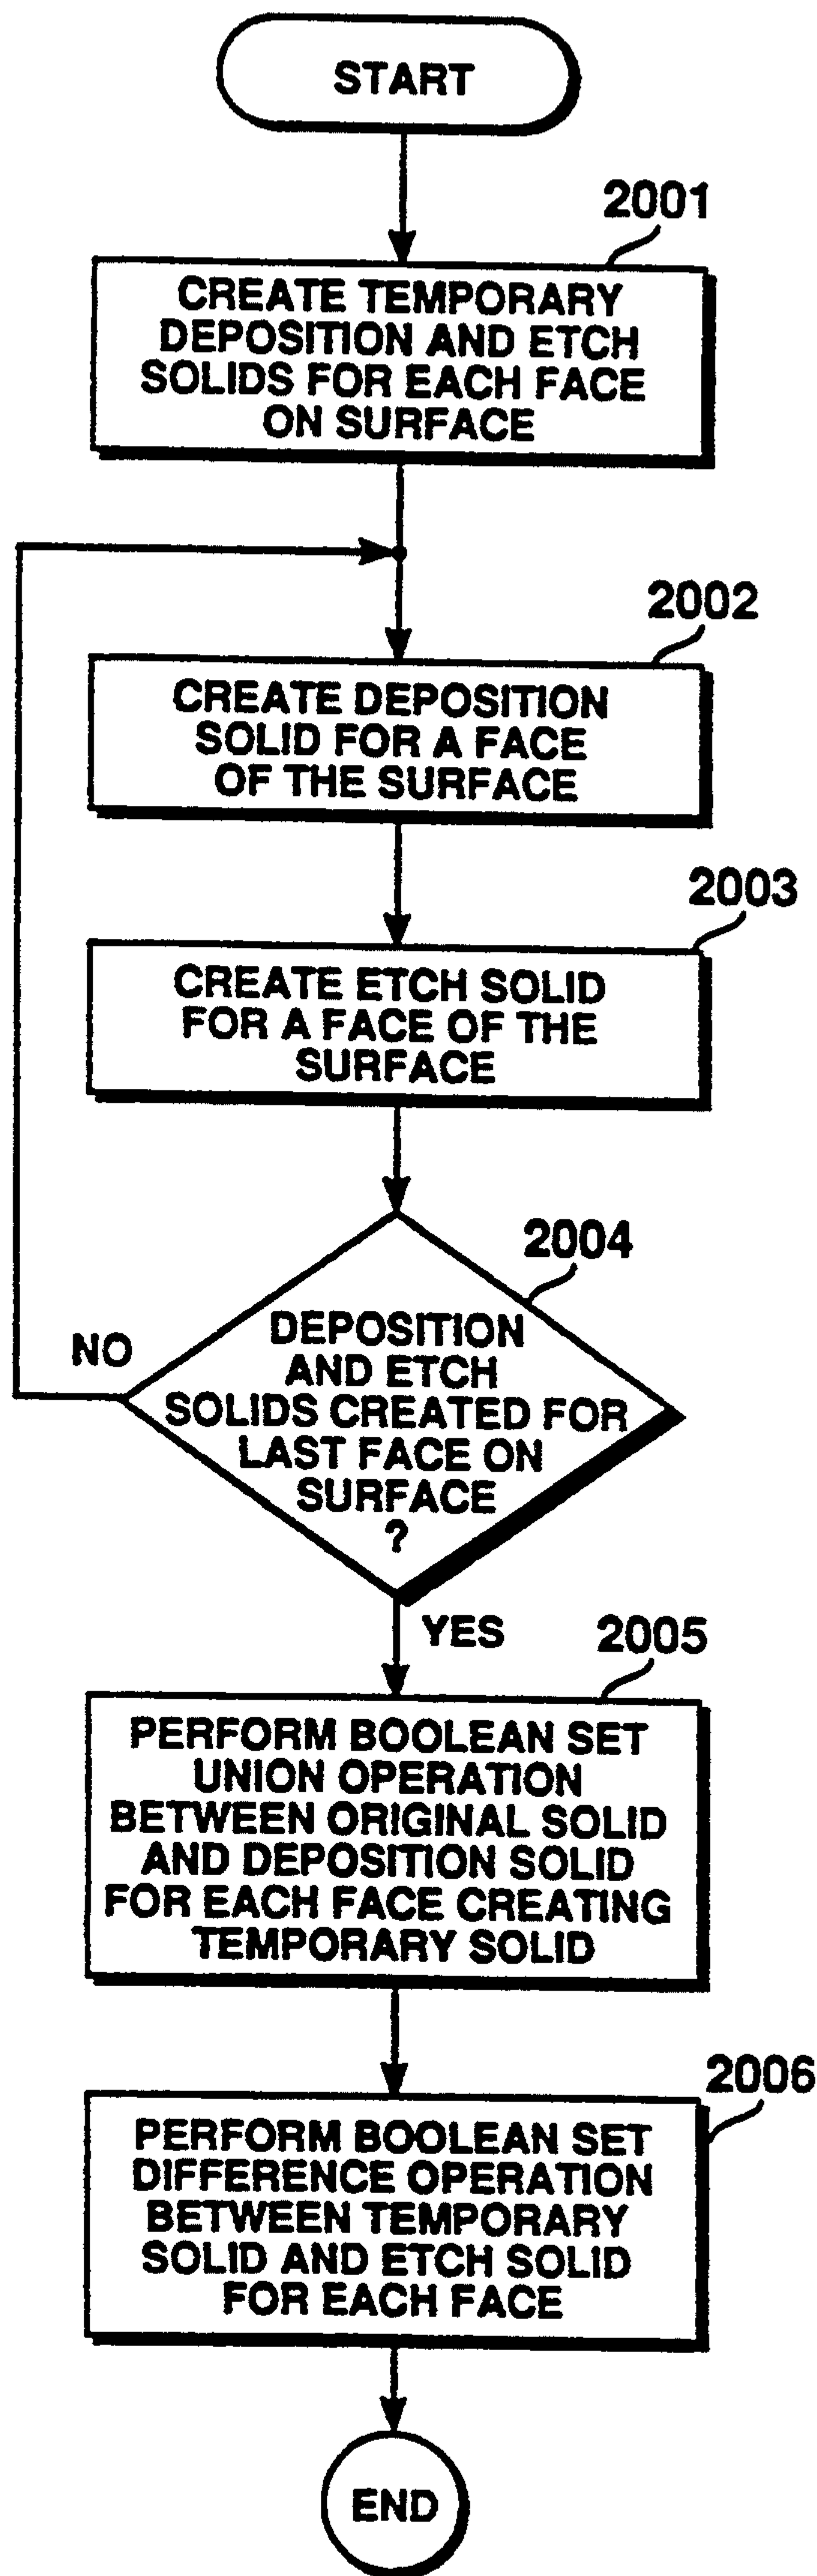 START
2001
CREATE TEMPORARY
DEPOSITION AND ETCH
SOLIDS FOR EACH FACE
ON SURFACE
2002
CREATE DEPOSITION
SOLID FOR A FACE
OF THE SURFACE
2003
CREATE ETCH SOLID
FOR A FACE OF THE
SURFACE
2004
DEPOSITION
AND ETCH
SOLIDS CREATED FOR
LAST FACE ON
SURFACE
?
NO
YES
2005
PERFORM BOOLEAN SET
UNION OPERATION
BETWEEN ORIGINAL SOLID
AND DEPOSITION SOLID
FOR EACH FACE CREATING
TEMPORARY SOLID
2006
PERFORM BOOLEAN SET
DIFFERENCE OPERATION
BETWEEN TEMPORARY
SOLID AND ETCH SOLID
FOR EACH FACE
END